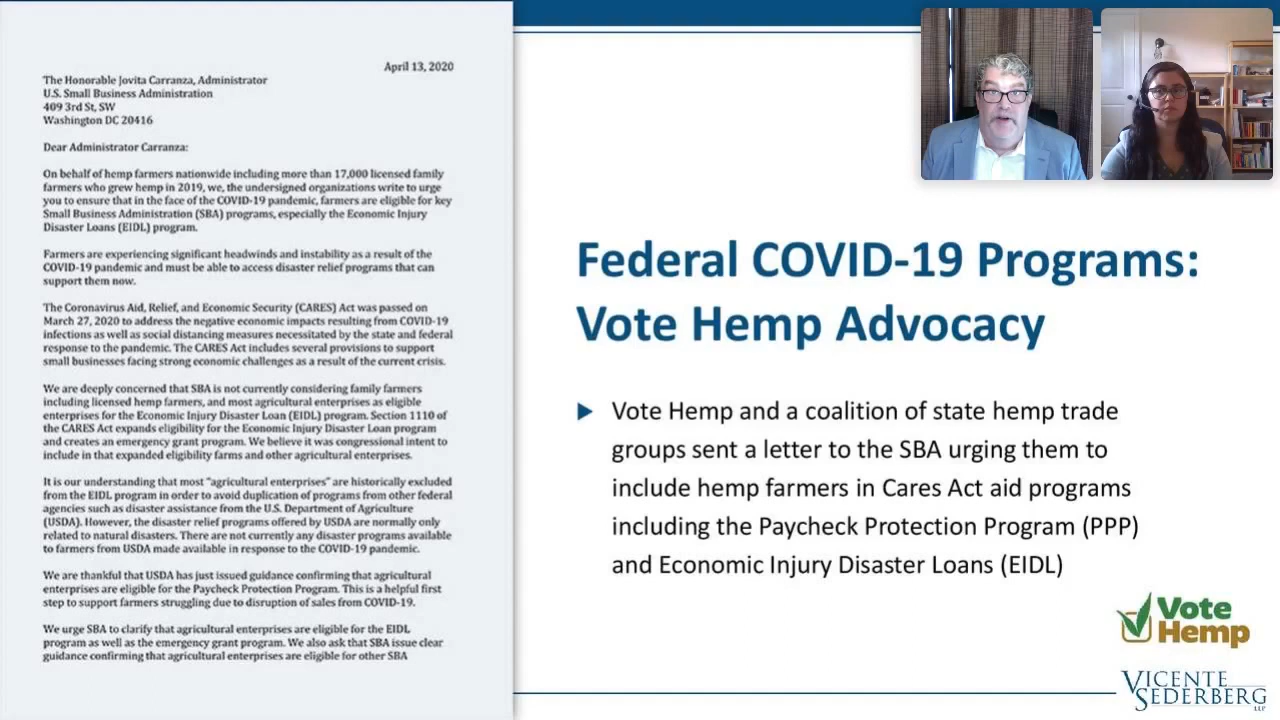 April 13, 2020
The Honorable Jovita Carranza, Administrator
U.S. Small Business Administration
409 3rd St, SW
Washington DC 20416
Dear Administrator Carranza:
On behalf of hemp farmers nationwide including more than 17,000 licensed family
farmers who grew hemp in 2019, we, the undersigned organizations write to urge
you to ensure that in the face of the COVID-19 pandemic, farmers are eligible for key
Small Business Administration (SBA) programs, especially the Economic Injury
Disaster Loans (EIDL) program.
Farmers are experiencing significant headwinds and instability as a result of the
COVID-19 pandemic and must be able to access disaster relief programs that can
support them now.
The Coronavirus Aid, Relief, and Economic Security (CARES) Act was passed on
March 27, 2020 to address the negative economic impacts resulting from COVID-19
infections as well as social distancing measures necessitated by the state and federal
response to the pandemic. The CARES Act includes several provisions to support
small businesses facing strong economic challenges as a result of the current crisis.
We are deeply concerned that SBA is not currently considering family farmers
including licensed hemp farmers, and most agricultural enterprises as eligible
enterprises for the Economic Injury Disaster Loan (EIDL) program. Section 1110 of
the CARES Act expands eligibility for the Economic Injury Disaster Loan program
and creates an emergency grant program. We believe it was congressional intent to
include in that expanded eligibility farms and other agricultural enterprises.
It is our understanding that most "agricultural enterprises" are historically excluded
from the EIDL program in order to avoid duplication of programs from other federal
agencies such as disaster assistance from the U.S. Department of Agriculture
(USDA). However, the disaster relief programs offered by USDA are normally only
related to natural disasters. There are not currently any disaster programs available
to farmers from USDA made available in response to the COVID-19 pandemic.
We are thankful that USDA has just issued guidance confirming that agricultural
enterprises are eligible for the Paycheck Protection Program. This is a helpful first
step to support farmers struggling due to disruption of sales from COVID-19.
We urge SBA to clarify that agricultural enterprises are eligible for the EIDL
program as well as the emergency grant program. We also ask that SBA issue clear
guidance confirming that agricultural enterprises are eligible for other SBA
Federal COVID-19 Programs:
Vote Hemp Advocacy
Vote Hemp and a coalition of state hemp trade
groups sent a letter to the SBA urging them to
include hemp farmers in Cares Act aid programs
including the Paycheck Protection Program (PPP)
and Economic Injury Disaster Loans (EIDL)
Vote
Hemp
VICENTE
SEDERBERG
LLP